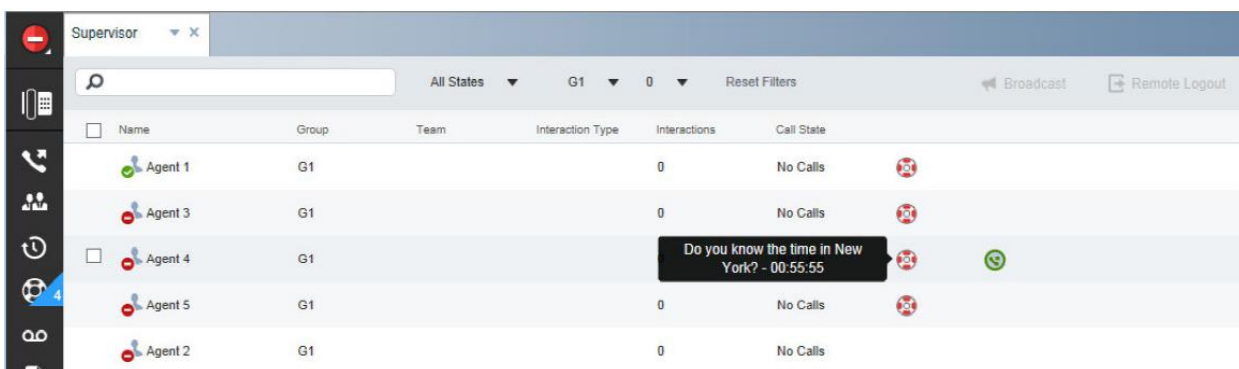 Supervisor
All States G1 0 Reset Filters Broadcast Remote Logout
Name Group Team Interaction Type Interactions Call State
Agent 1 G1 0 No Calls
Agent 3 G1 0 No Calls
Do you know the time in New
Agent 4 G1
York? - 00:55:55
4
Agent 5 G1 0 No Calls
Agent 2 G1 0 No Calls